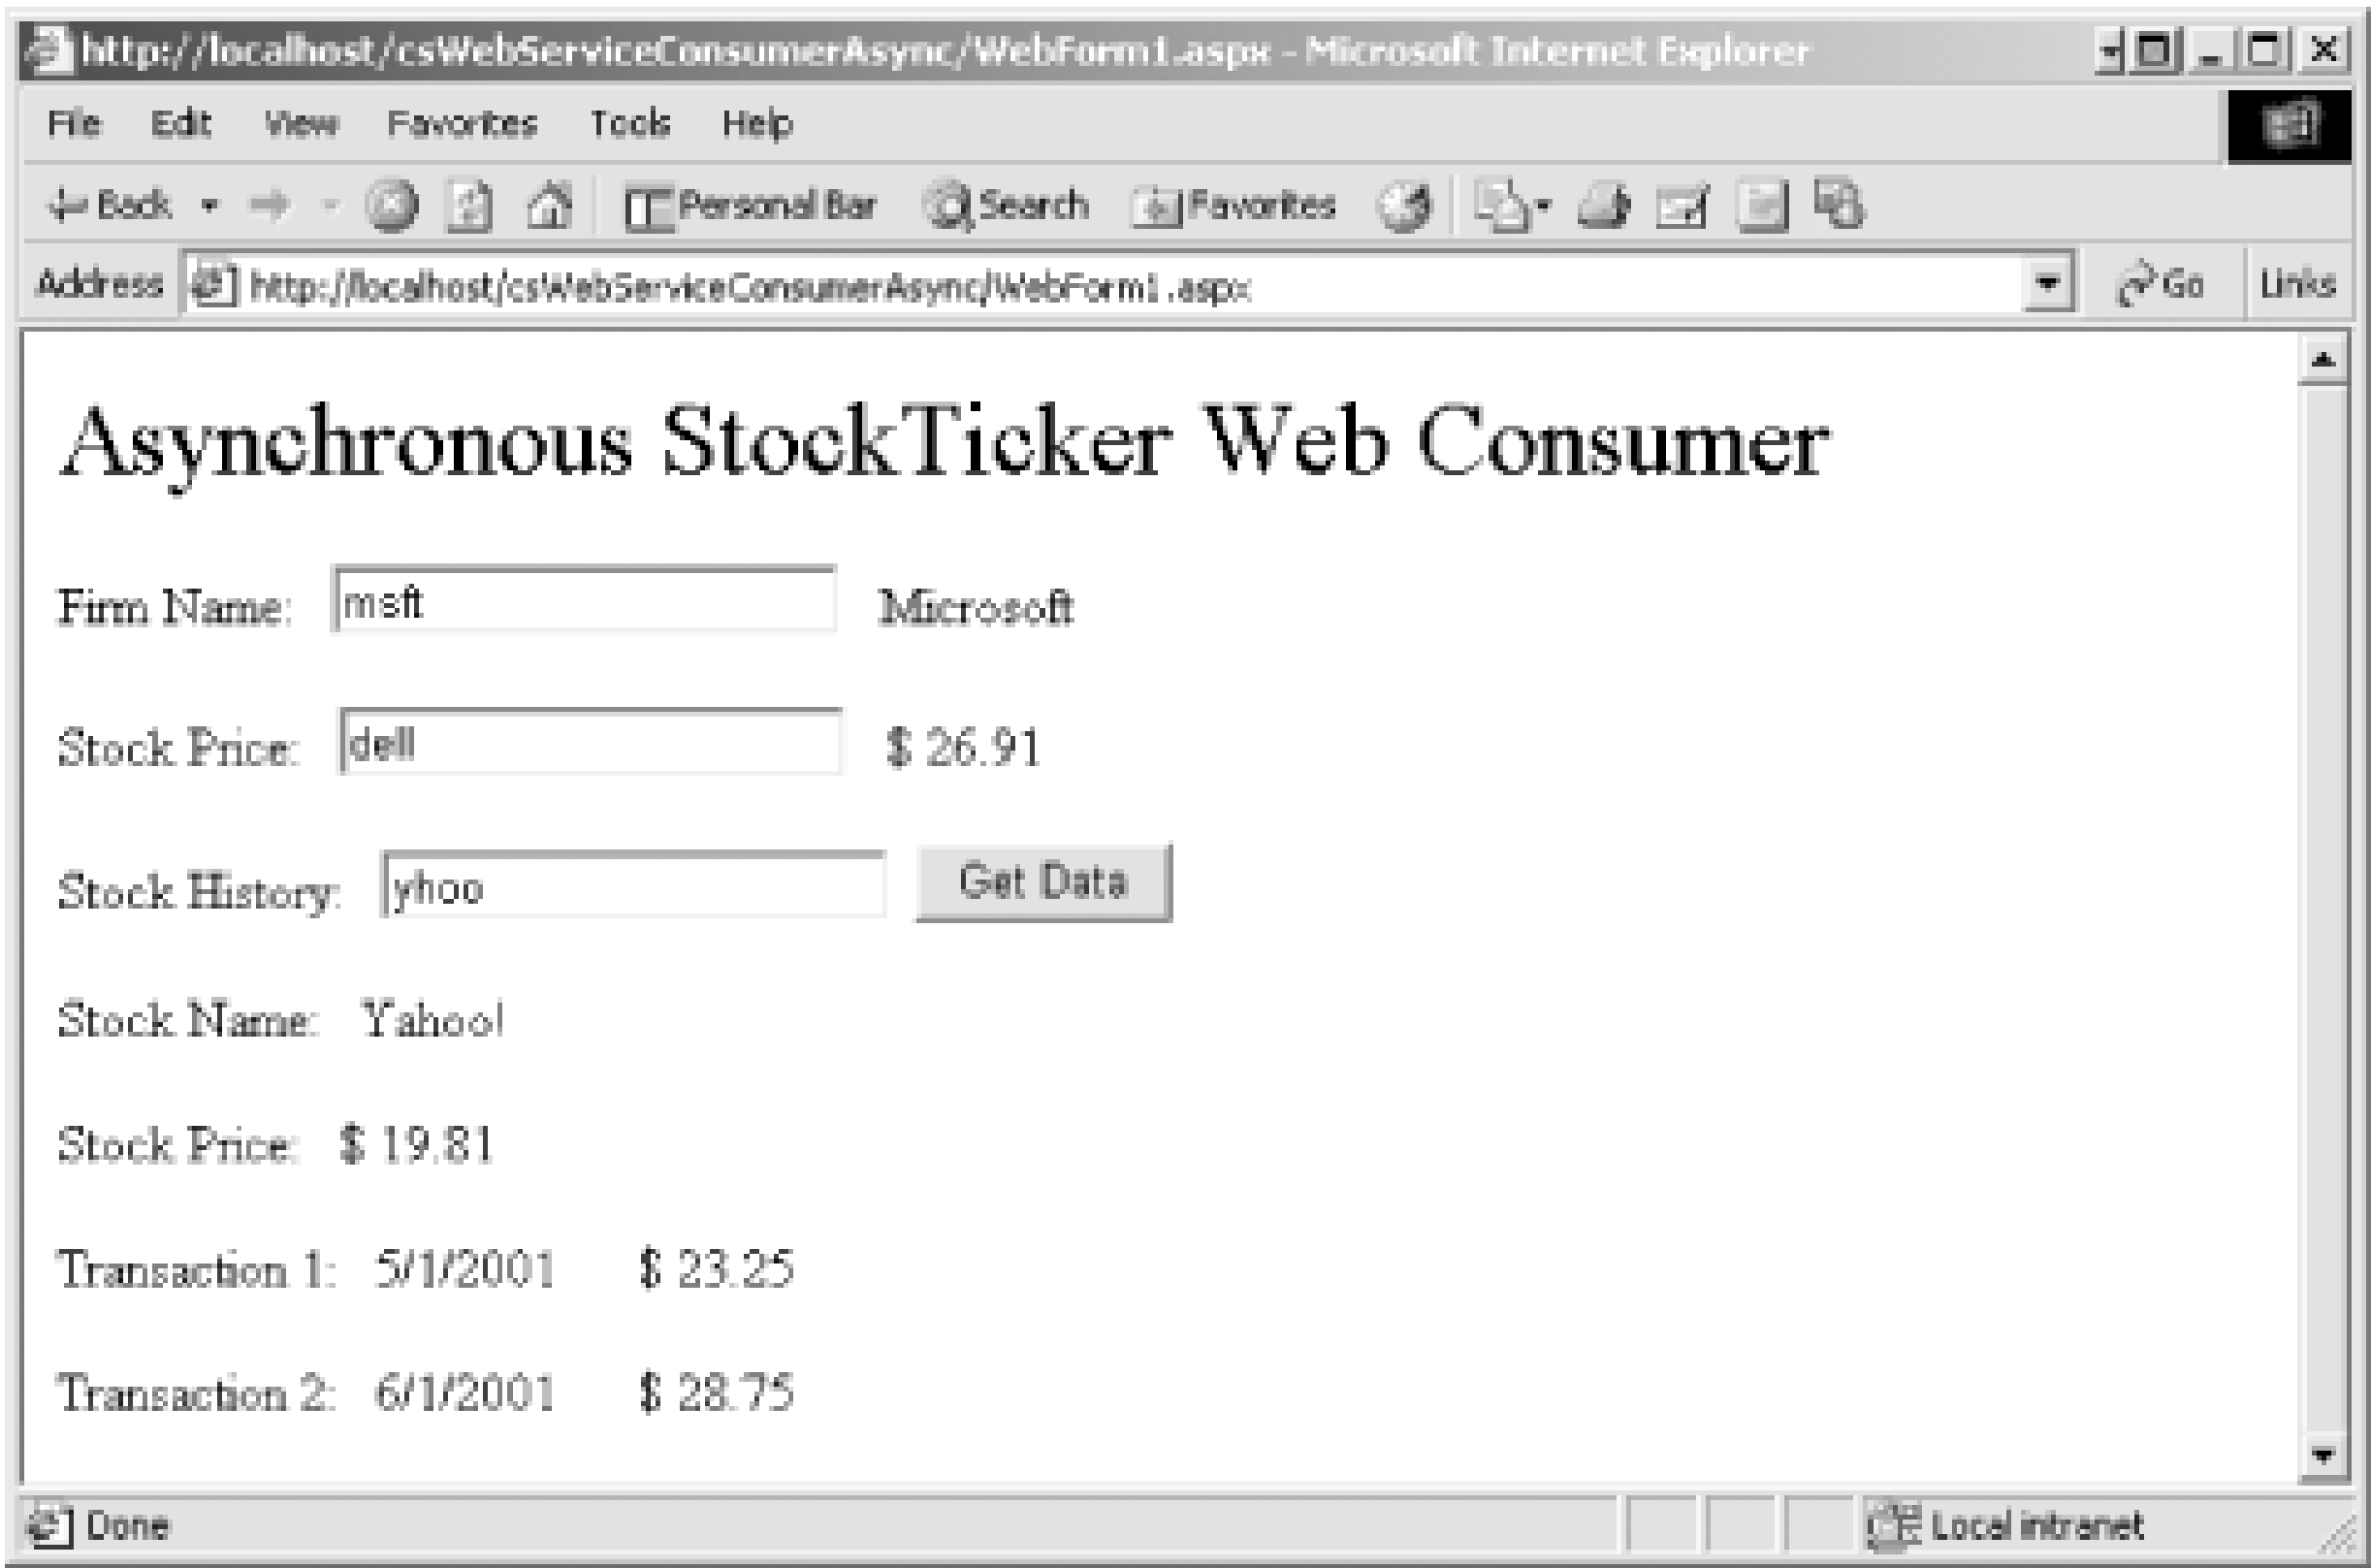 http://localhost/csWebServiceConsumerAsync/WebForm1.aspx - Microsoft Internet Explorer
File Edit View Favorites Tools Help
Back Personal Bar Search Favorites
Address http://localhost/csWebServiceConsumerAsync/WebForm1.aspx Go Links
Asynchronous StockTicker Web Consumer
Firm Name: msft Microsoft
Stock Price: dell $ 26.91
Stock History: yhoo Get Data
Stock Name: Yahoo!
Stock Price: $ 19.81
Transaction 1: 5/1/2001 $ 23.25
Transaction 2: 6/1/2001 $ 28.75
Done Local intranet